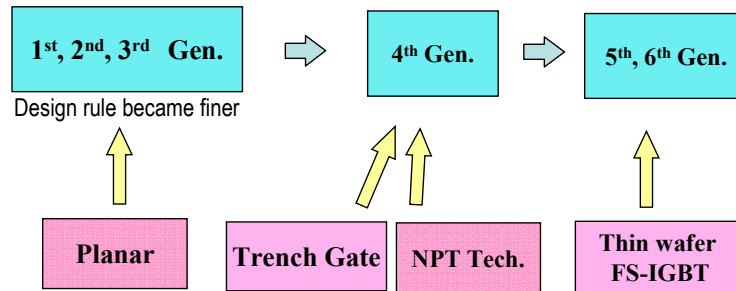 1st, 2nd, 3rd Gen.
4th Gen.
5th, 6th Gen.
Design rule became finer
Planar
Trench Gate
NPT Tech.
Thin wafer
FS-IGBT